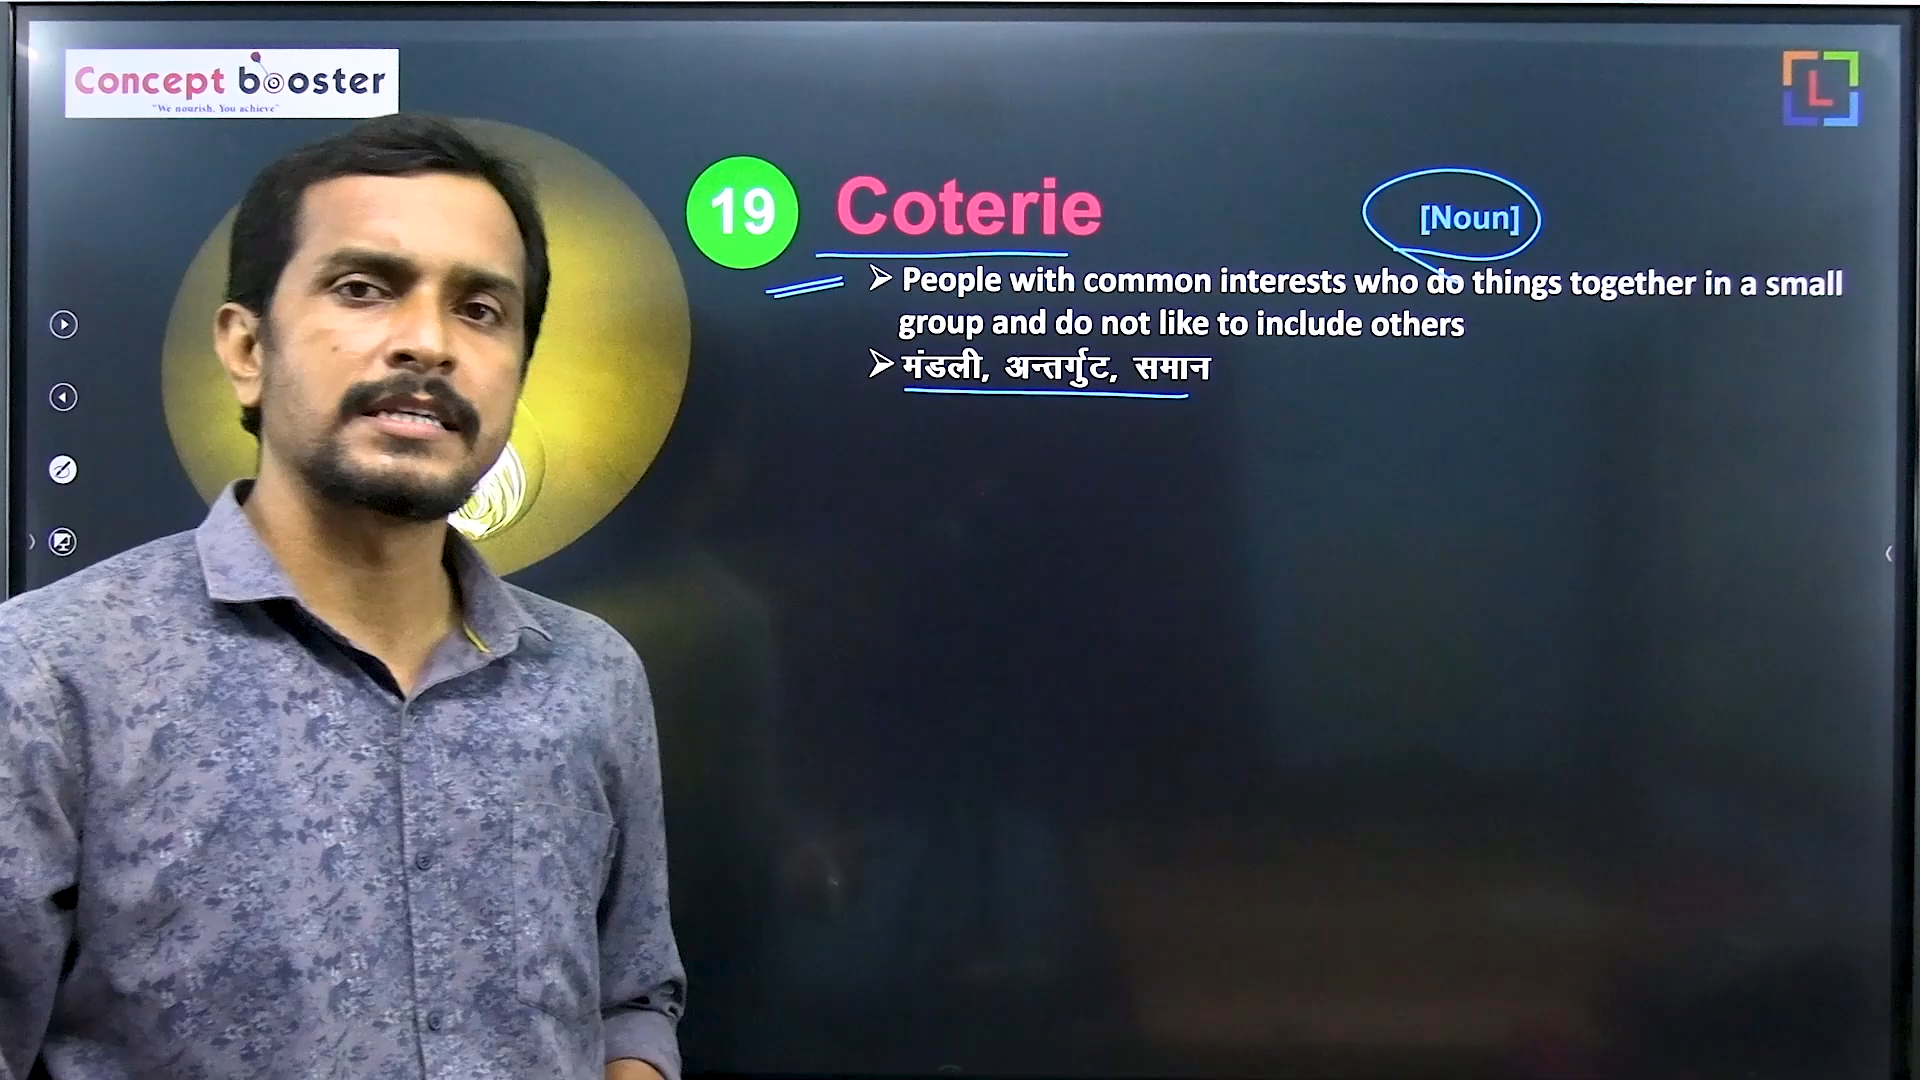 Concept booster
"We nourish, You achieve"
L
19 Coterie [Noun]
➢ People with common interests who do things together in a small
group and do not like to include others
➢ मंडली, अन्तर्गुट, समान